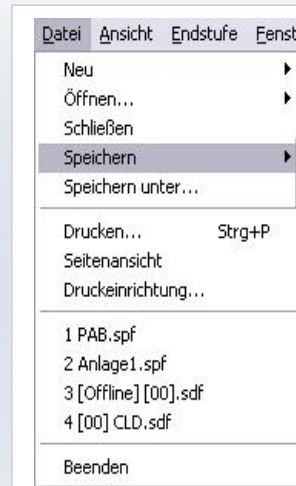 Datei Ansicht Endstufe Fenst
Neu
Öffnen...
Schließen
Speichern
Speichern unter...
Drucken... Strg+P
Seitenansicht
Druckeinrichtung...
1 PAB.spf
2 Anlage1.spf
3 [Offline] [00].sdf
4 [00] CLD.sdf
Beenden